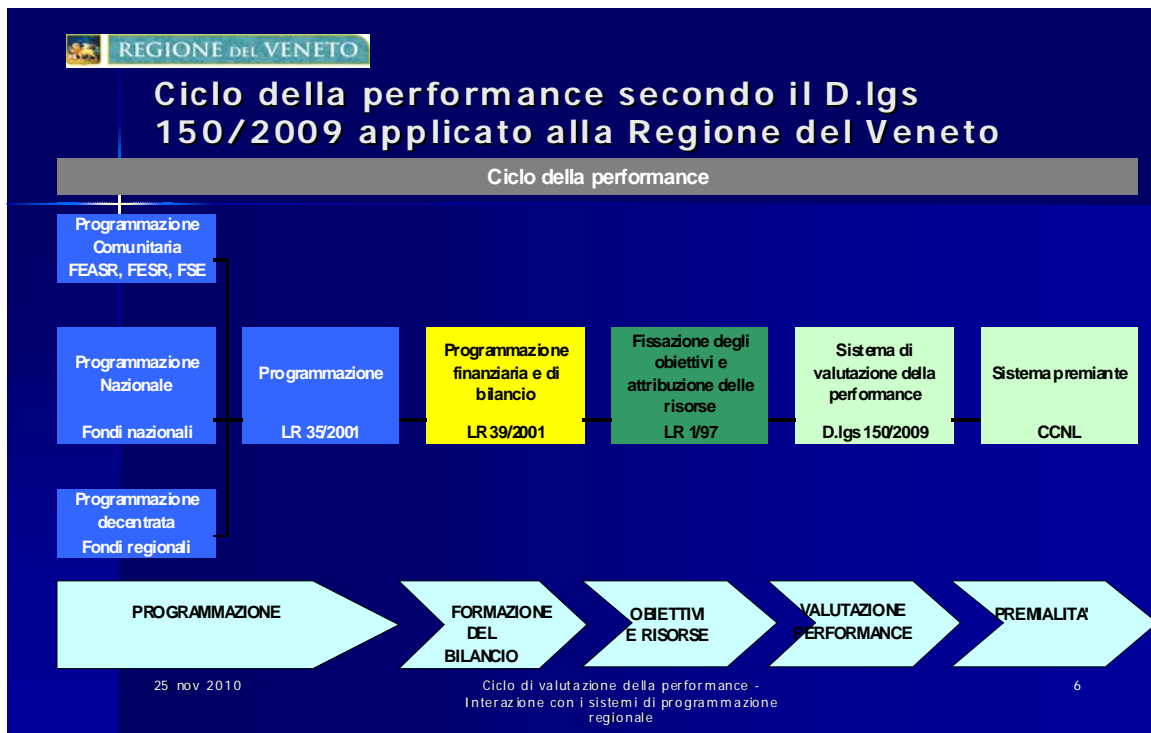 REGIONE DEL VENETO
Ciclo della performance secondo il D.lgs
150/2009 applicato alla Regione del Veneto
Ciclo della performance
Programmazione
Comunitaria
FEASR, FESR, FSE
Programmazione
Nazionale
Fondi nazionali
Programmazione
decentrata
Fondi regionali
Programmazione
LR 35/2001
Programmazione
finanziaria e di
bilancio
LR 39/2001
Fissazione degli
obiettivi e
attribuzione delle
risorse
LR 1/97
Sistema di
valutazione della
performance
D.lgs 150/2009
Sistema premiante
CCNL
PROGRAMMAZIONE
FORMAZIONE
DEL
BILANCIO
OBIETTIVI
E RISORSE
VALUTAZIONE
PERFORMANCE
PREMIALITA'
25 nov 2010
Ciclo di valutazione della performance -
Interazione con i sistemi di programmazione
regionale
6